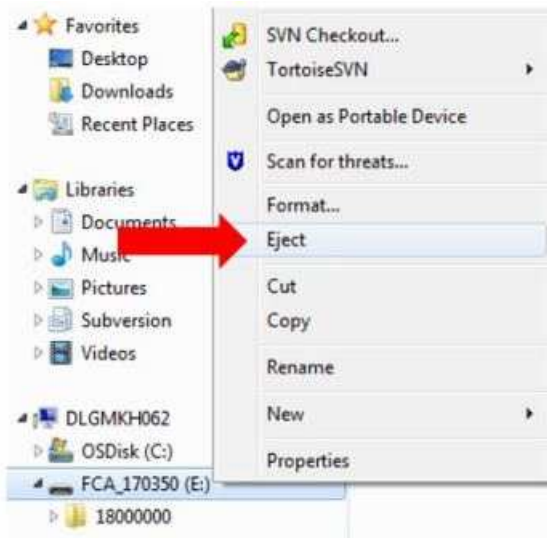 Favorites
Desktop
Downloads
Recent Places
Libraries
Documents
Music
Pictures
Subversion
Videos
DLGMKH062
OSDisk (C:)
FCA_170350 (E:)
18000000
SVN Checkout...
TortoiseSVN
Open as Portable Device
Scan for threats...
Format...
Eject
Cut
Copy
Rename
New
Properties